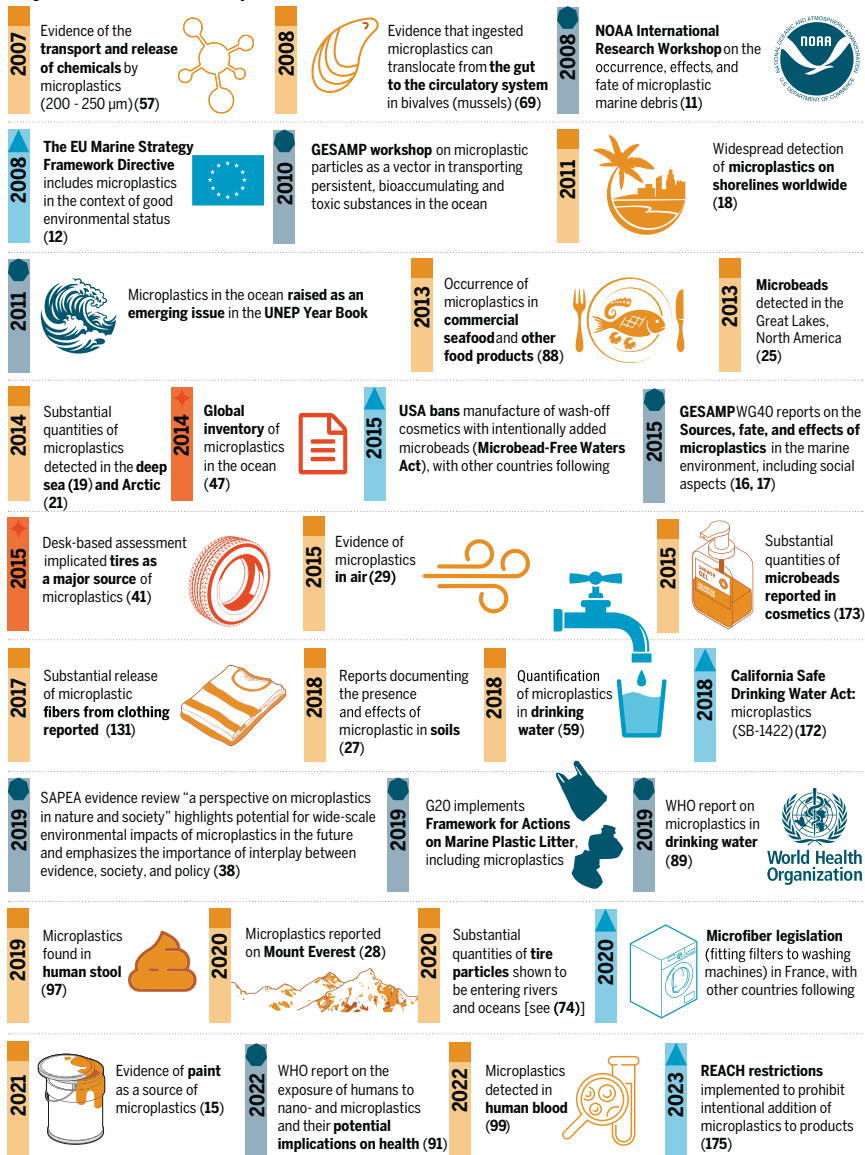 2007
Evidence of the
transport and release
of chemicals by
microplastics
(200 - 250 µm)(57)
2008
Evidence that ingested
microplastics can
translocate from the gut
to the circulatory system
in bivalves (mussels) (69)
2008
NOAA International
Research Workshop on the
occurrence, effects, and
fate of microplastic
marine debris (11)
NATIONAL OCEANIC AND ATMOSPHERIC ADMINISTRATION
NOAA
U.S. DEPARTMENT OF COMMERCE
2008
The EU Marine Strategy
Framework Directive
includes microplastics
in the context of good
environmental status
(12)
2010
GESAMP workshop on microplastic
particles as a vector in transporting
persistent, bioaccumulating, and
toxic substances in the ocean
2011
Widespread detection
of microplastics on
shorelines worldwide
(18)
2011
Microplastics in the ocean raised as an
emerging issue in the UNEP Year Book
2013
Occurrence of
microplastics in
commercial
seafood and other
food products (88)
2013
Microbeads
detected in the
Great Lakes,
North America
(25)
2014
Substantial
quantities of
microplastics
detected in the deep
sea (19) and Arctic
(21)
2014
Global
inventory of
microplastics
in the ocean
(47)
2015
USA bans manufacture of wash-off
cosmetics with intentionally added
microbeads (Microbead-Free Waters
Act), with other countries following
2015
GESAMP WG40 reports on the
Sources, fate, and effects of
microplastics in the marine
environment, including social
aspects (16, 17)
2015
Desk-based assessment
implicated tires as
a major source of
microplastics (41)
2015
Evidence of
microplastics
in air (29)
2015
SHOWER
GEL
Substantial
quantities of
microbeads
reported in
cosmetics (173)
2017
Substantial release
of microplastic
fibers from clothing
reported (131)
2018
Reports documenting
the presence
and effects of
microplastic in soils
(27)
2018
Quantification
of microplastics
in drinking
water (59)
2018
California Safe
Drinking Water Act:
microplastics
(SB-1422) (172)
2019
SAPEA evidence review “a perspective on microplastics
in nature and society” highlights potential for wide-scale
environmental impacts of microplastics in the future
and emphasizes the importance of interplay between
evidence, society, and policy (38)
2019
G20 implements
Framework for Actions
on Marine Plastic Litter,
including microplastics
2019
WHO report on
microplastics in
drinking water
(89)
World Health
Organization
2019
Microplastics
found in
human stool
(97)
2020
Microplastics reported
on Mount Everest (28)
2020
Substantial
quantities of tire
particles shown to
be entering rivers
and oceans [see (74)]
2020
Microfiber legislation
(fitting filters to washing
machines) in France, with
other countries following
2021
Evidence of paint
as a source of
microplastics (15)
2022
WHO report on the
exposure of humans to
nano- and microplastics
and their potential
implications on health (91)
2022
Microplastics
detected in
human blood
(99)
2023
REACH restrictions
implemented to prohibit
intentional addition of
microplastics to products
(175)